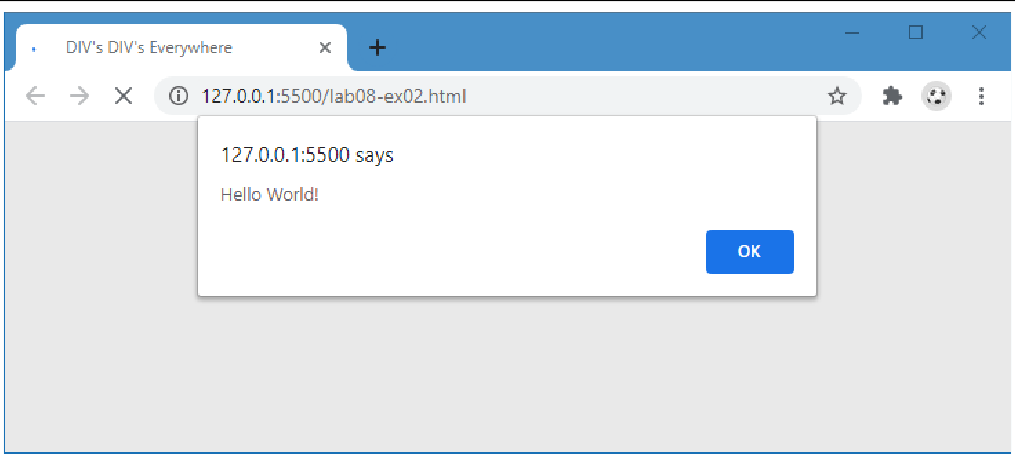 DIV's DIV's Everywhere
127.0.0.1:5500/lab08-ex02.html
127.0.0.1:5500 says
Hello World!
OK